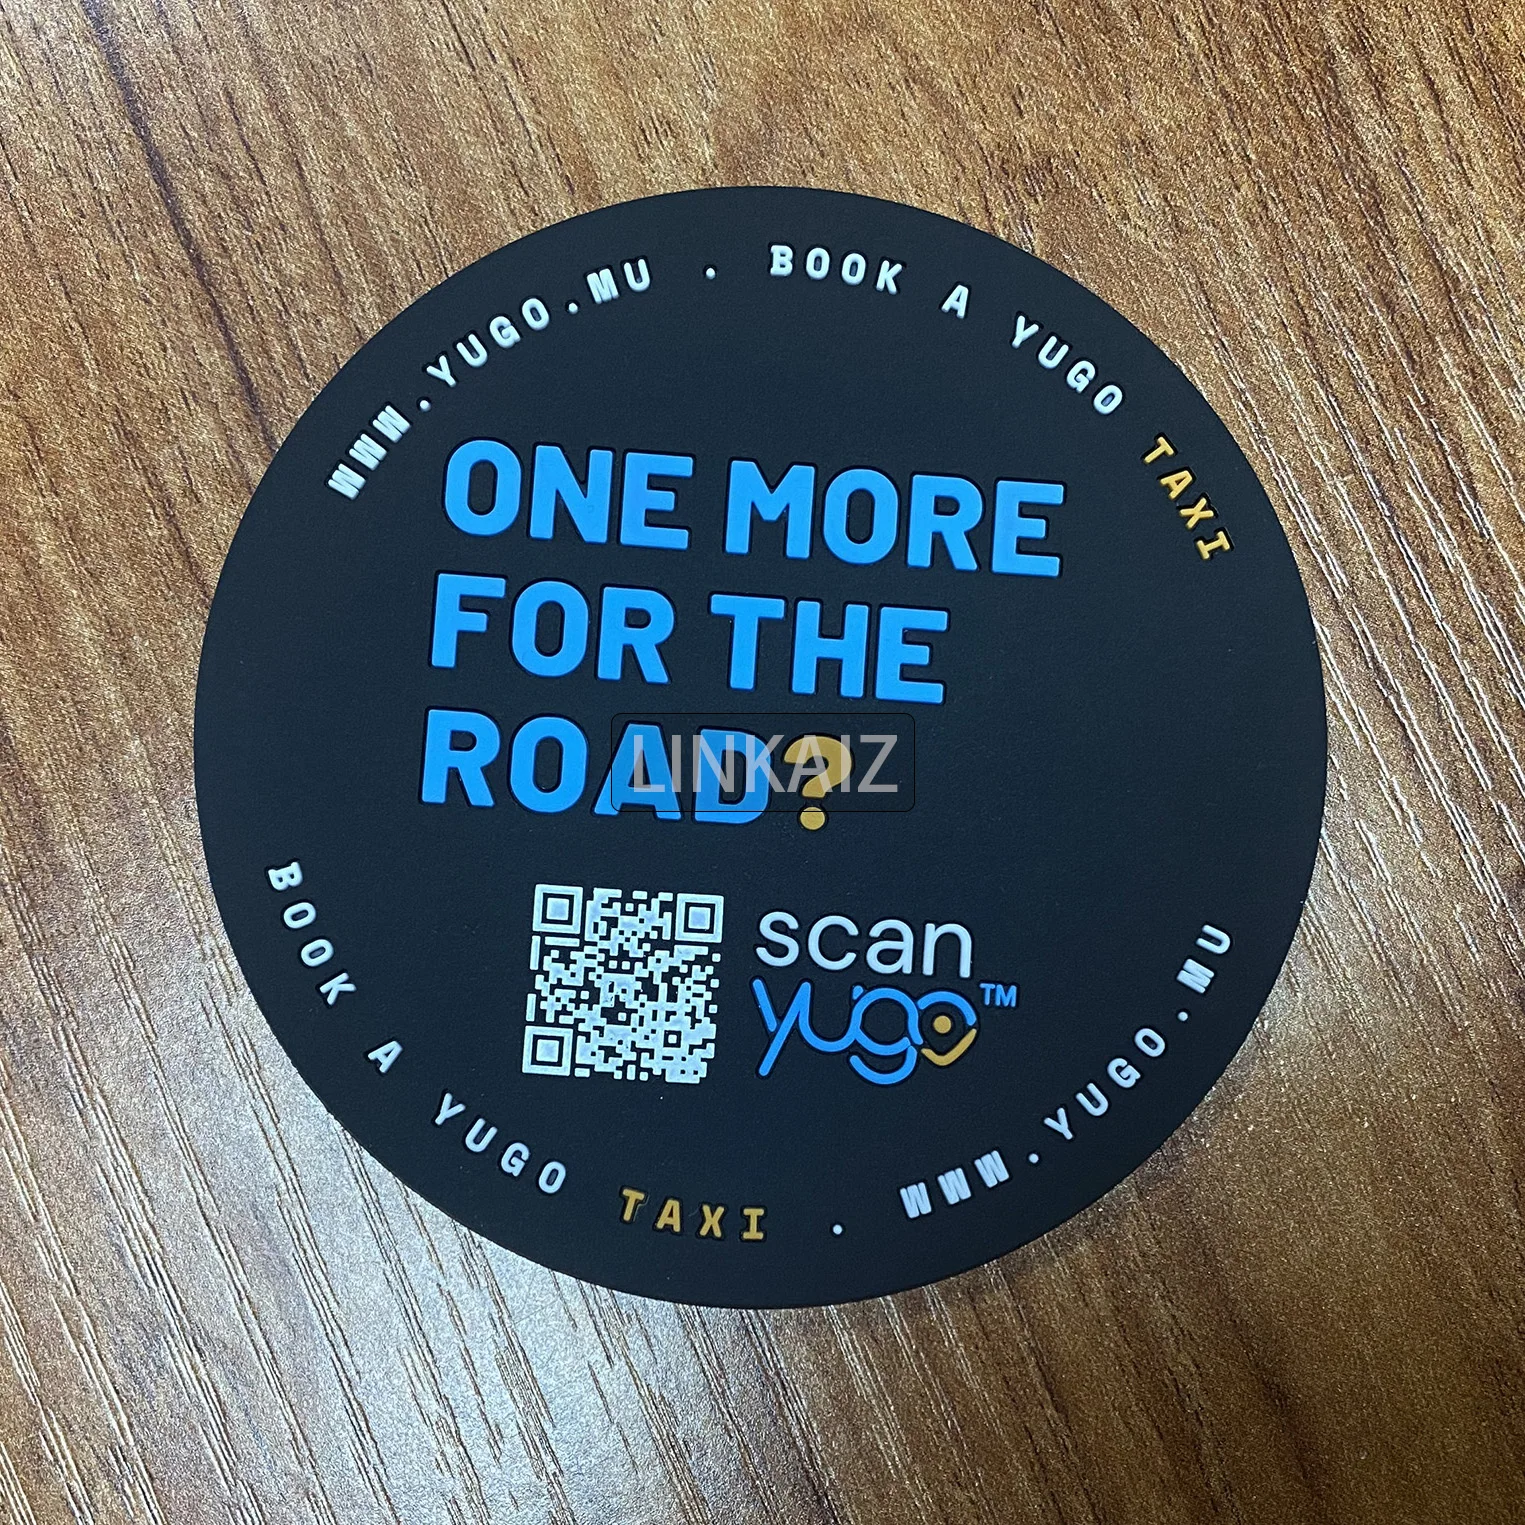 WWW.YUGO.MU . BOOK A YUGO TAXI
ONE MORE
FOR THE
ROAD?
LINKAIZ
scan
yugo™
BOOK A YUGO TAXI . WWW.YUGO.MU